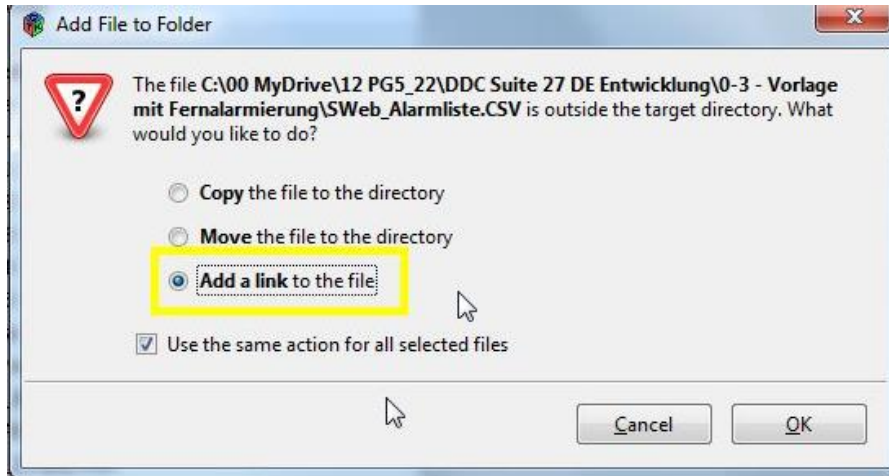 Add File to Folder
The file C:\00 MyDrive\12 PG5_22\DDC Suite 27 DE Entwicklung\0-3 - Vorlage
mit Fernalarmierung\SWeb_Alarmliste.CSV is outside the target directory. What
would you like to do?
Copy the file to the directory
Move the file to the directory
Add a link to the file
Use the same action for all selected files
Cancel
OK